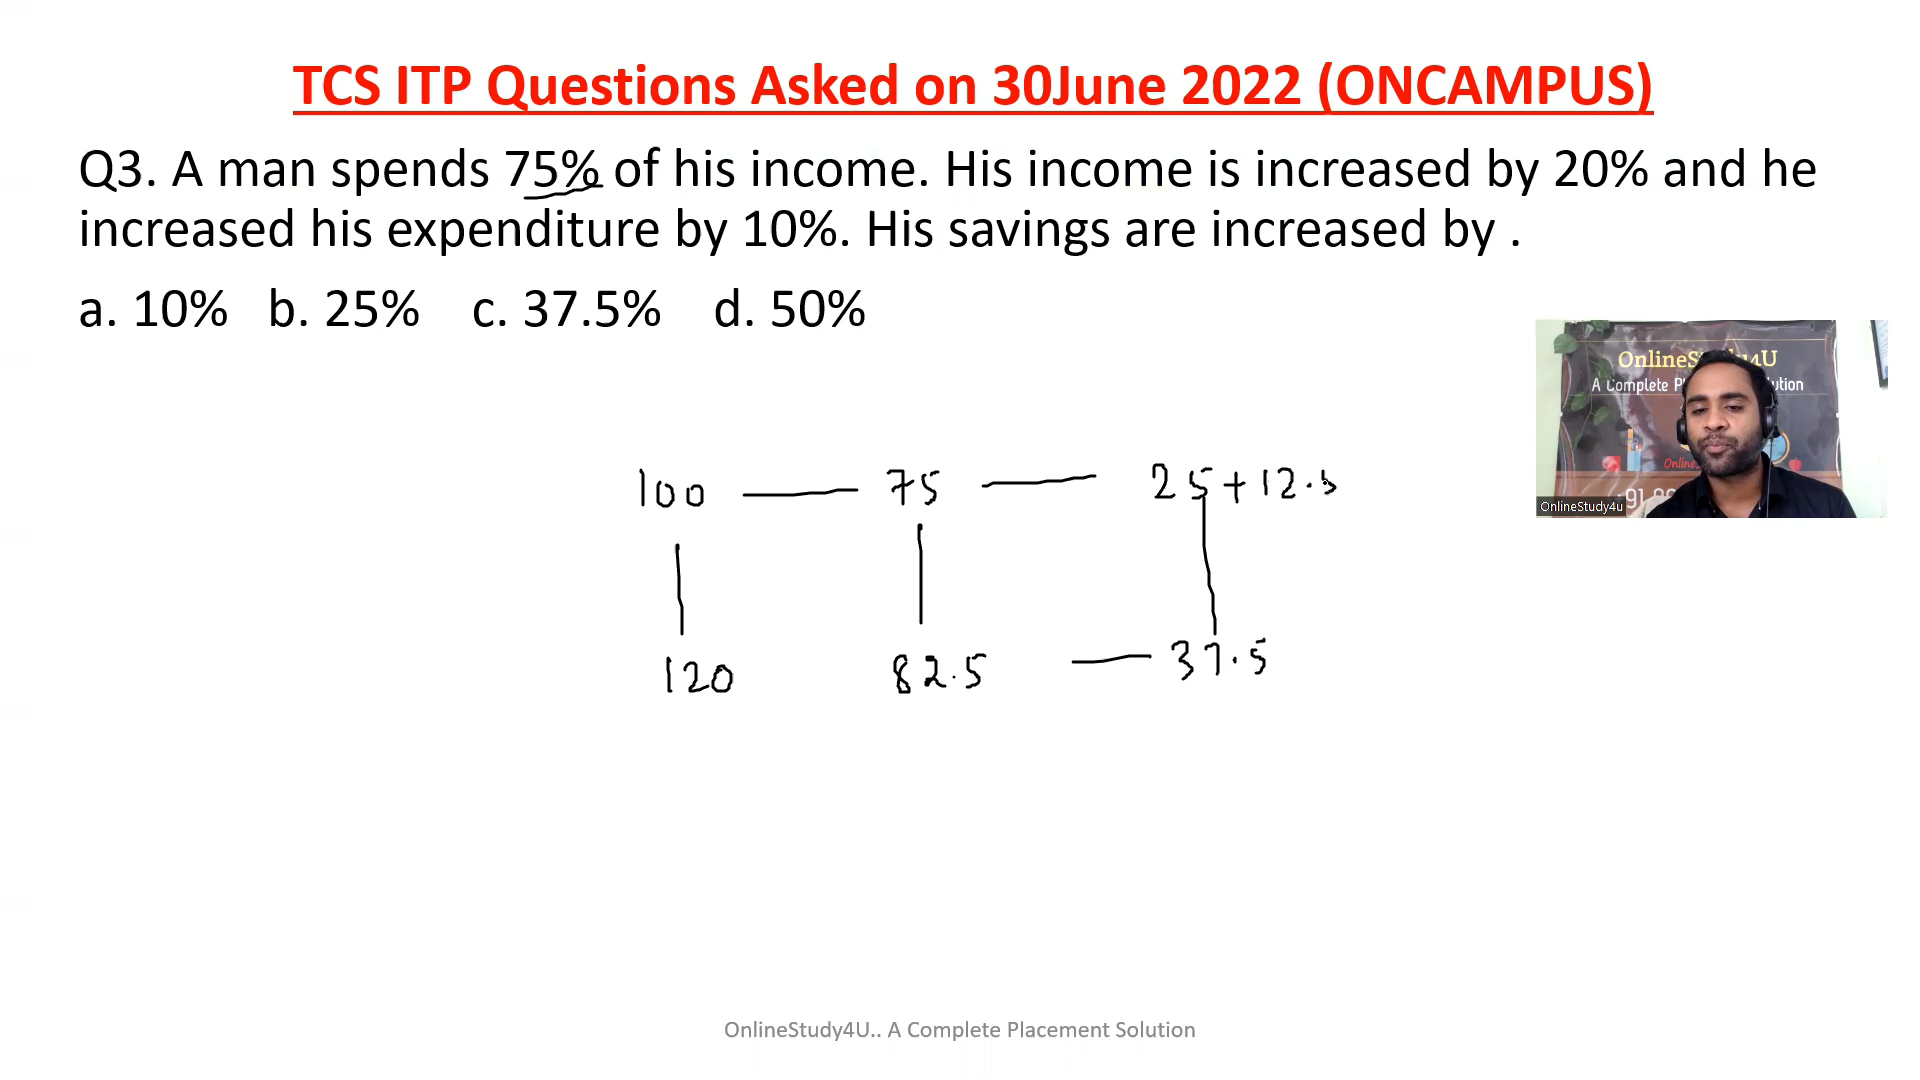 TCS ITP Questions Asked on 30June 2022 (ONCAMPUS)
Q3. A man spends 75% of his income. His income is increased by 20% and he
increased his expenditure by 10%. His savings are increased by .
a. 10% b. 25% c. 37.5% d. 50%
OnlineStudy4U
A Complete
OnlineStudy4u
100 — 75 — 25+12.5
120 82.5 — 37.5
OnlineStudy4U.. A Complete Placement Solution